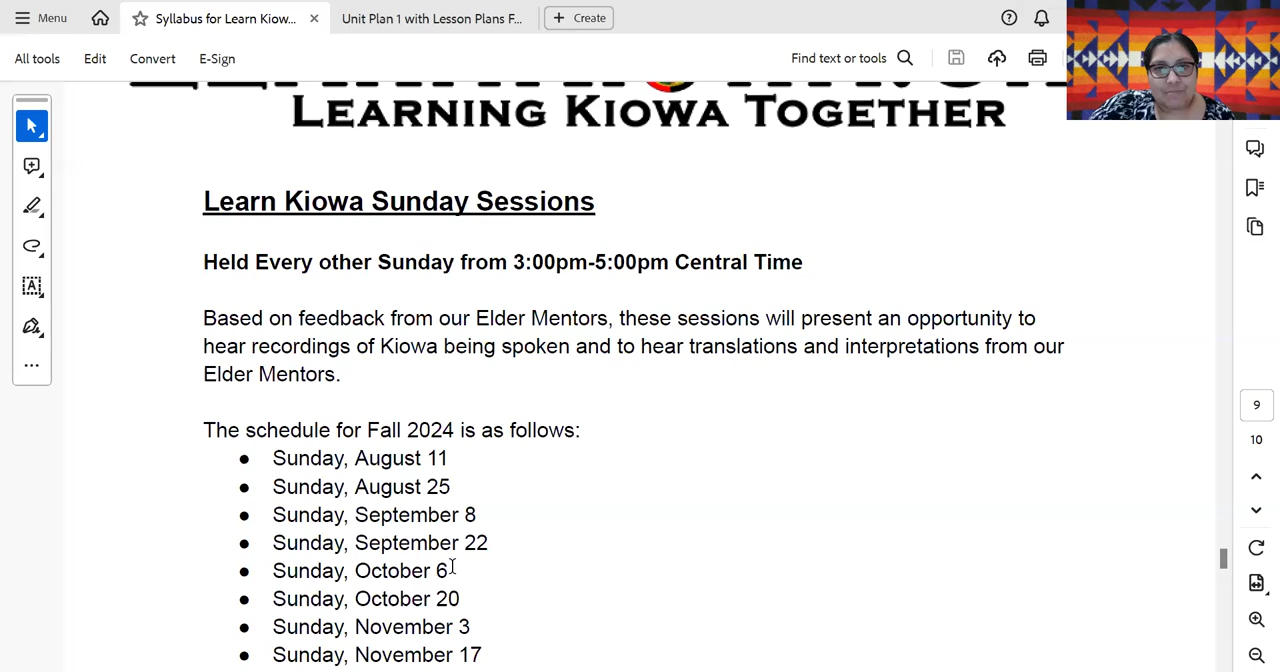 Menu
Syllabus for Learn Kiow...
Unit Plan 1 with Lesson Plans F...
Create
All tools
Edit
Convert
E-Sign
Find text or tools
LEARNING KIOWA TOGETHER
Learn Kiowa Sunday Sessions
Held Every other Sunday from 3:00pm-5:00pm Central Time
Based on feedback from our Elder Mentors, these sessions will present an opportunity to
hear recordings of Kiowa being spoken and to hear translations and interpretations from our
Elder Mentors.
The schedule for Fall 2024 is as follows:
● Sunday, August 11
● Sunday, August 25
● Sunday, September 8
● Sunday, September 22
● Sunday, October 6
● Sunday, October 20
● Sunday, November 3
● Sunday, November 17
9
10